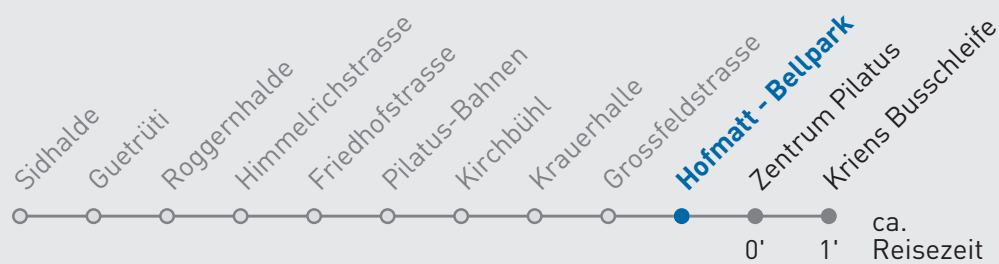 Sidhalde
Guetrüti
Roggernhalde
Himmelrichstrasse
Friedhofstrasse
Pilatus-Bahnen
Kirchbühl
Krauerhalle
Grossfeldstrasse
Hofmatt - Bellpark
Zentrum Pilatus
Kriens Busschleife
ca.
0' 1' Reisezeit